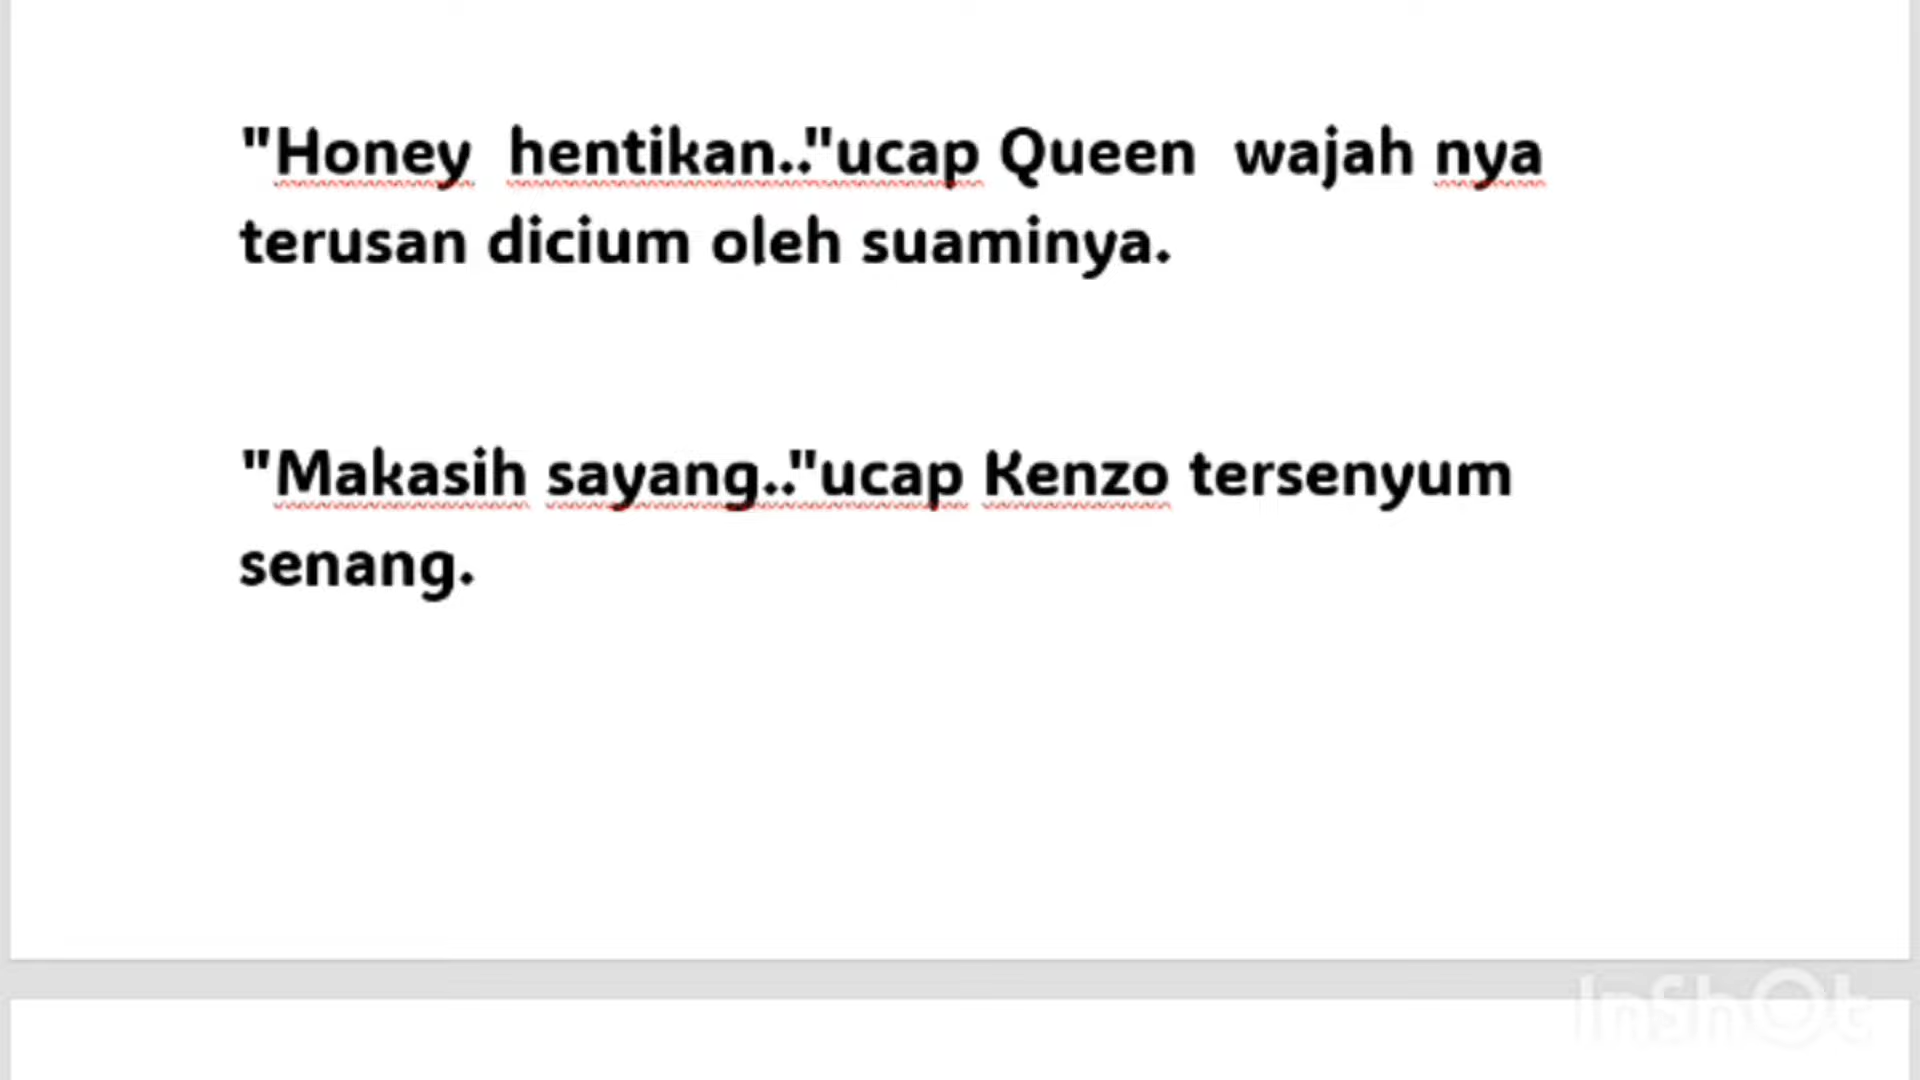 "Honey  hentikan.."ucap Queen  wajah nya
terusan dicium oleh suaminya.
"Makasih sayang.."ucap Kenzo tersenyum
senang.
InShOt